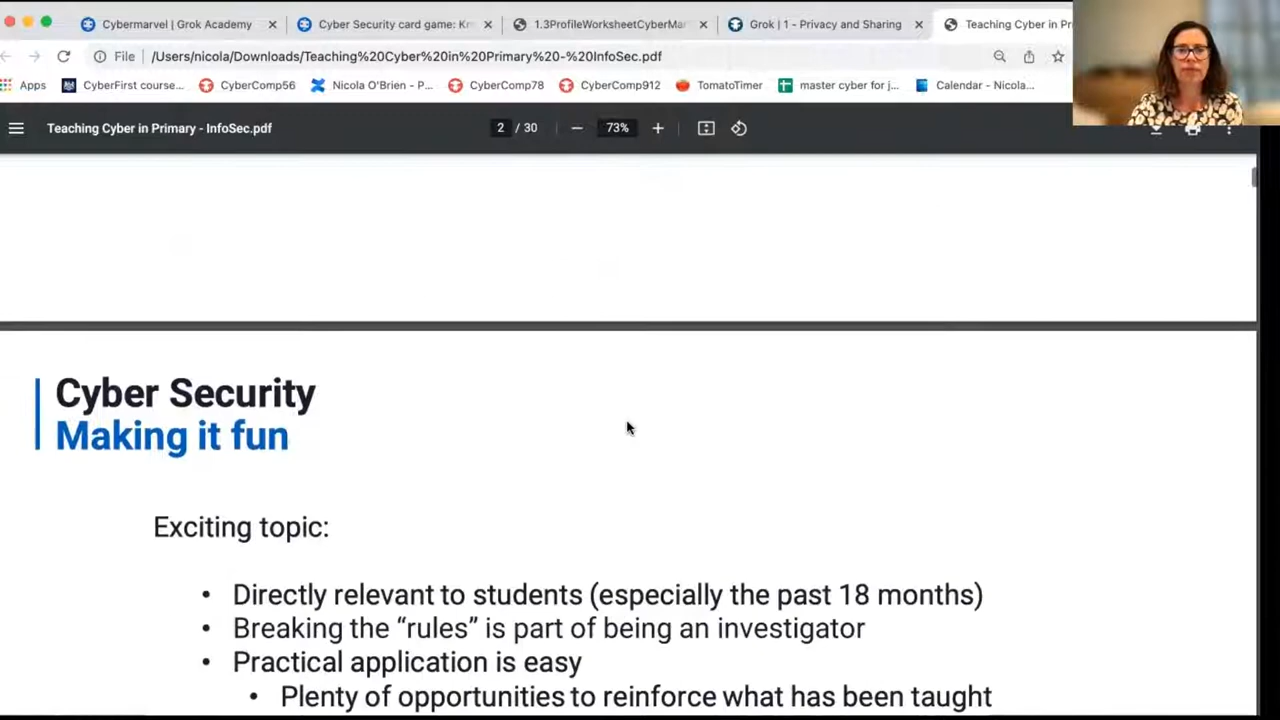 Cybermarvel | Grok Academy
Cyber Security card game: Kr
1.3ProfileWorksheetCyberMa
Grok | 1 - Privacy and Sharing
Teaching Cyber in Pr
File /Users/nicola/Downloads/Teaching%20Cyber%20in%20Primary%20-%20InfoSec.pdf
Apps CyberFirst course... CyberComp56 Nicola O'Brien - P... CyberComp78 CyberComp912 TomatoTimer master cyber for j... Calendar - Nicola...
Teaching Cyber in Primary - InfoSec.pdf 2 / 30 — 73% +
Cyber Security
Making it fun
Exciting topic:
• Directly relevant to students (especially the past 18 months)
• Breaking the “rules” is part of being an investigator
• Practical application is easy
• Plenty of opportunities to reinforce what has been taught